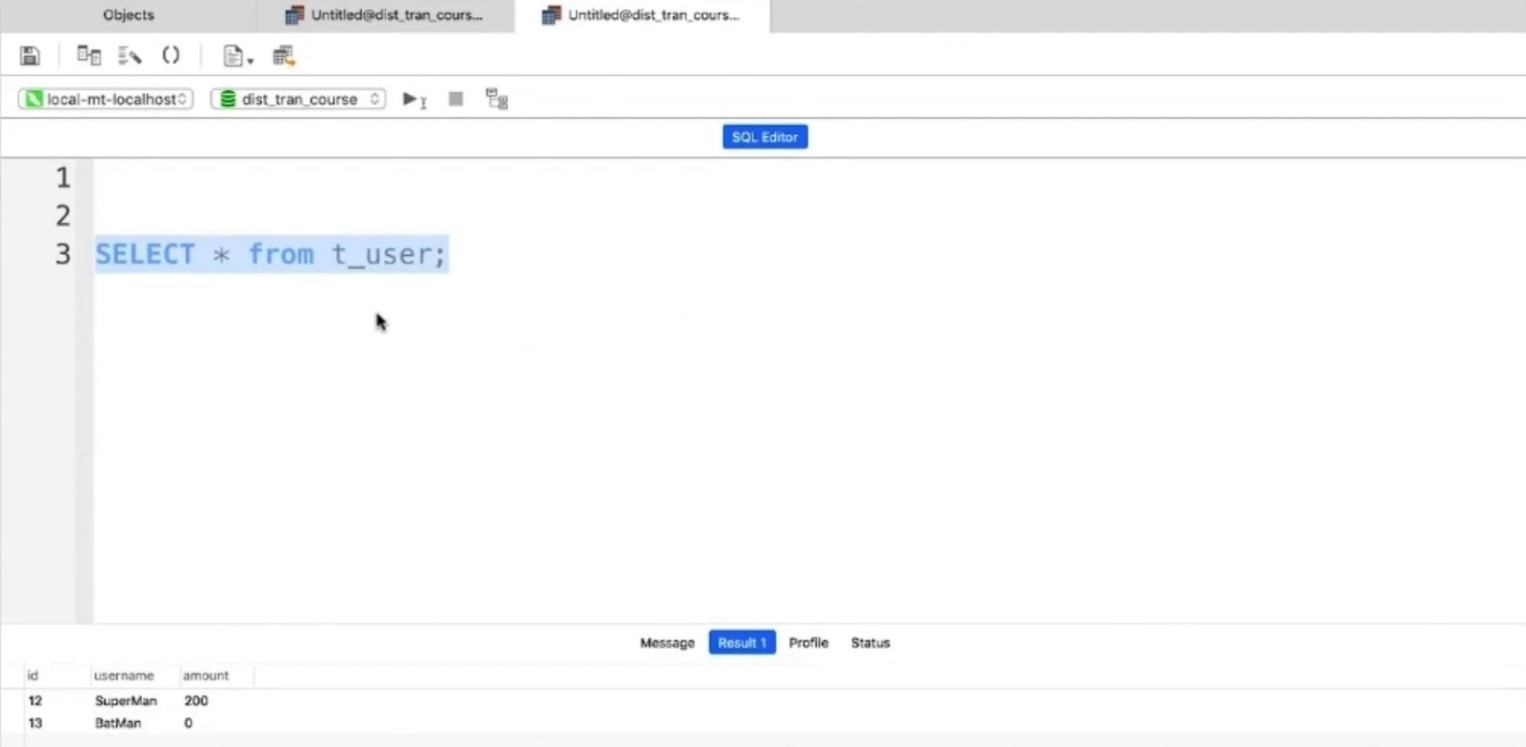 Objects Untitled@dist_tran_cours... Untitled@dist_tran_cours...
local-mt-localhost dist_tran_course
SQL Editor
1
2
3 SELECT * from t_user;
Message Result 1 Profile Status
id username amount
12 SuperMan 200
13 BatMan 0